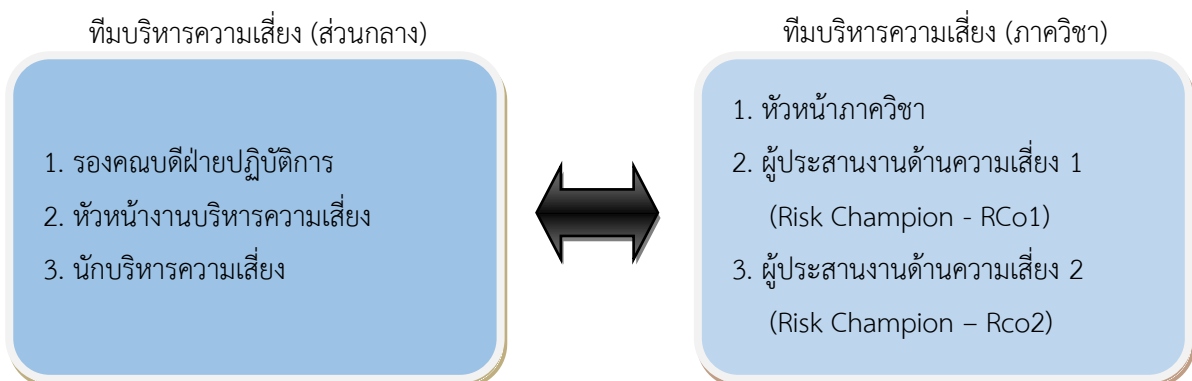 ทีมบริหารความเสี่ยง (ส่วนกลาง)
1. รองคณบดีฝ่ายปฏิบัติการ
2. หัวหน้างานบริหารความเสี่ยง
3. นักบริหารความเสี่ยง
ทีมบริหารความเสี่ยง (ภาควิชา)
1. หัวหน้าภาควิชา
2. ผู้ประสานงานด้านความเสี่ยง 1
(Risk Champion - RCo1)
3. ผู้ประสานงานด้านความเสี่ยง 2
(Risk Champion – Rco2)